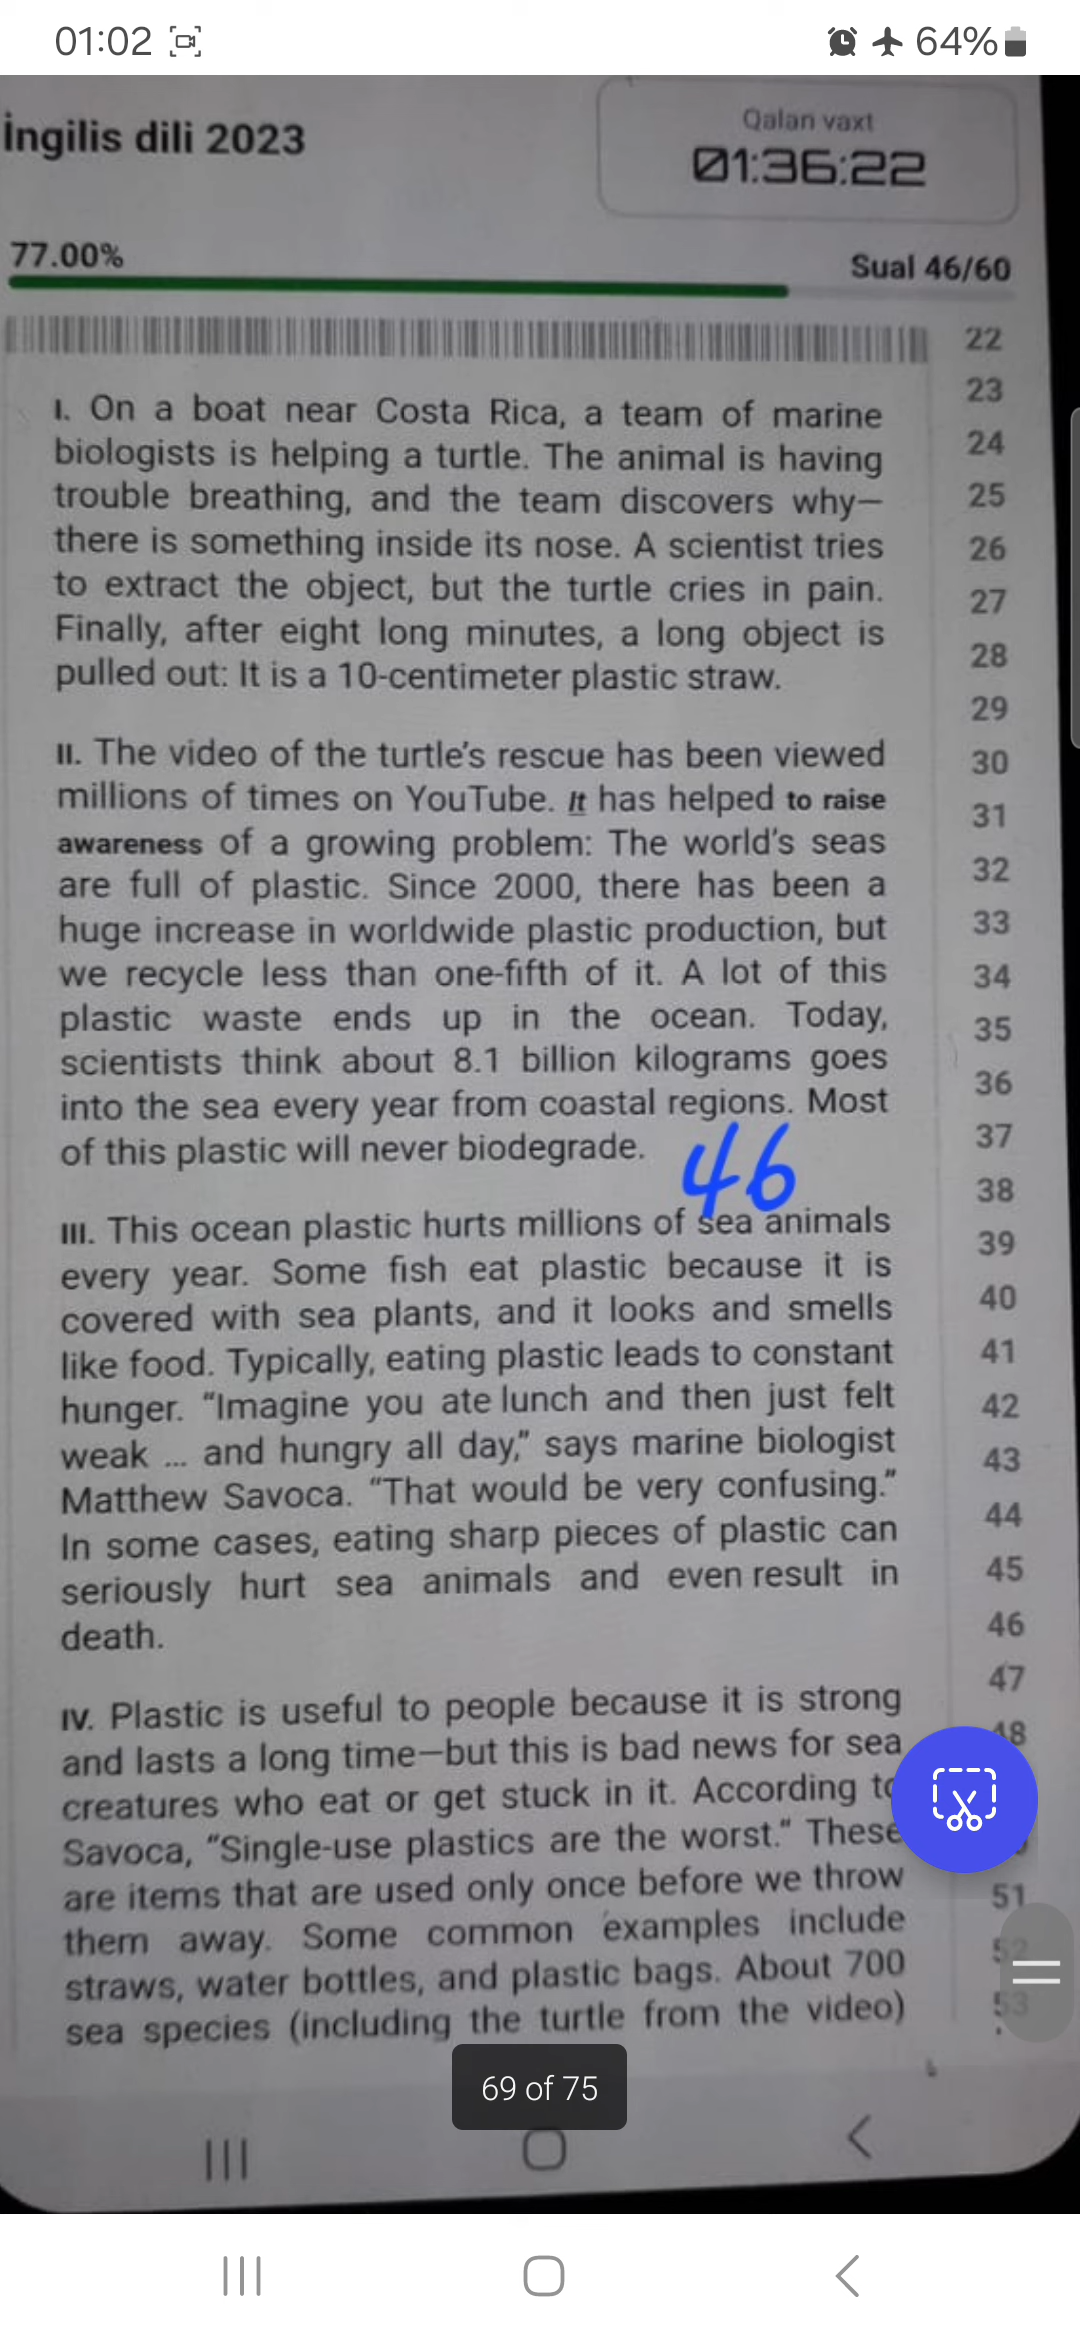 01:02
64%
İngilis dili 2023
Qalan vaxt
01:36:22
77.00%
Sual 46/60
22
23
24
25
26
27
28
29
30
31
32
33
34
35
36
37
38
39
40
41
42
43
44
45
46
47
48
51
52
53
I. On a boat near Costa Rica, a team of marine
biologists is helping a turtle. The animal is having
trouble breathing, and the team discovers why—
there is something inside its nose. A scientist tries
to extract the object, but the turtle cries in pain.
Finally, after eight long minutes, a long object is
pulled out: It is a 10-centimeter plastic straw.
II. The video of the turtle's rescue has been viewed
millions of times on YouTube. It has helped to raise
awareness of a growing problem: The world's seas
are full of plastic. Since 2000, there has been a
huge increase in worldwide plastic production, but
we recycle less than one-fifth of it. A lot of this
plastic waste ends up in the ocean. Today,
scientists think about 8.1 billion kilograms goes
into the sea every year from coastal regions. Most
of this plastic will never biodegrade.
46
III. This ocean plastic hurts millions of sea animals
every year. Some fish eat plastic because it is
covered with sea plants, and it looks and smells
like food. Typically, eating plastic leads to constant
hunger. "Imagine you ate lunch and then just felt
weak ... and hungry all day," says marine biologist
Matthew Savoca. "That would be very confusing."
In some cases, eating sharp pieces of plastic can
seriously hurt sea animals and even result in
death.
IV. Plastic is useful to people because it is strong
and lasts a long time—but this is bad news for sea
creatures who eat or get stuck in it. According to
Savoca, "Single-use plastics are the worst." These
are items that are used only once before we throw
them away. Some common examples include
straws, water bottles, and plastic bags. About 700
sea species (including the turtle from the video)
69 of 75